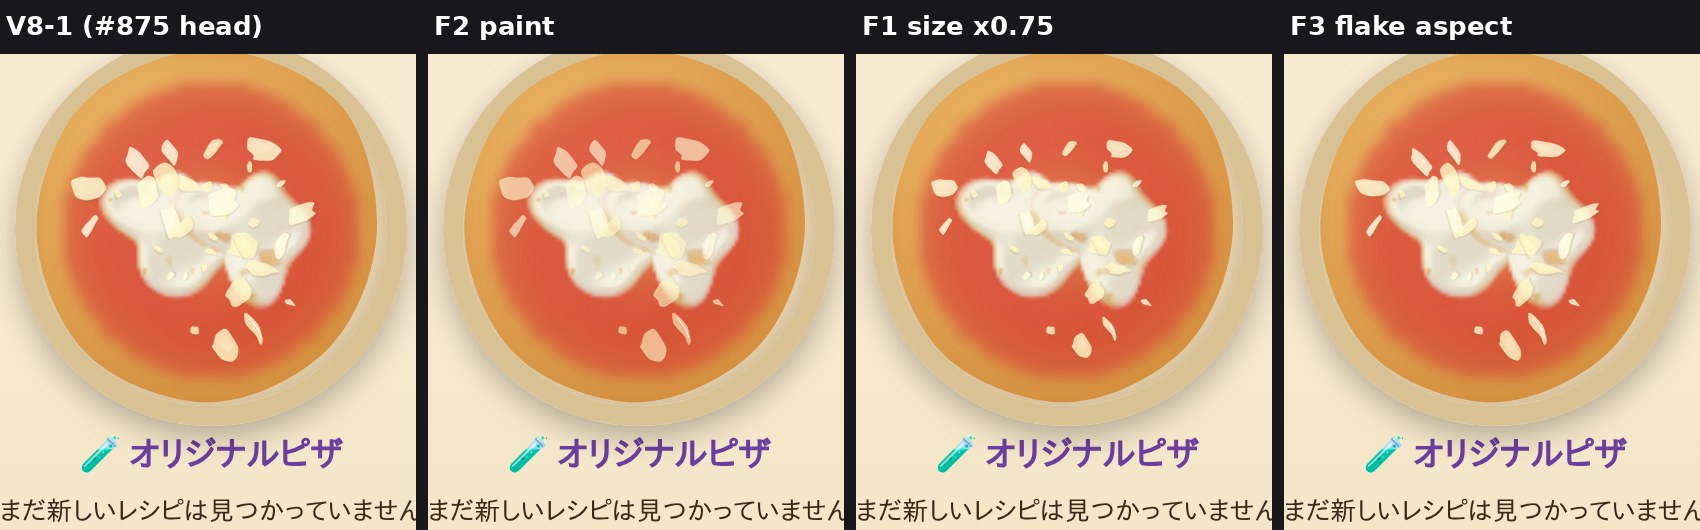 V8-1 (#875 head)
F2 paint
F1 size x0.75
F3 flake aspect
オリジナルピザ
オリジナルピザ
オリジナルピザ
オリジナルピザ
まだ新しいレシピは見つかっていません
まだ新しいレシピは見つかっていません
まだ新しいレシピは見つかっていません
まだ新しいレシピは見つかっていません